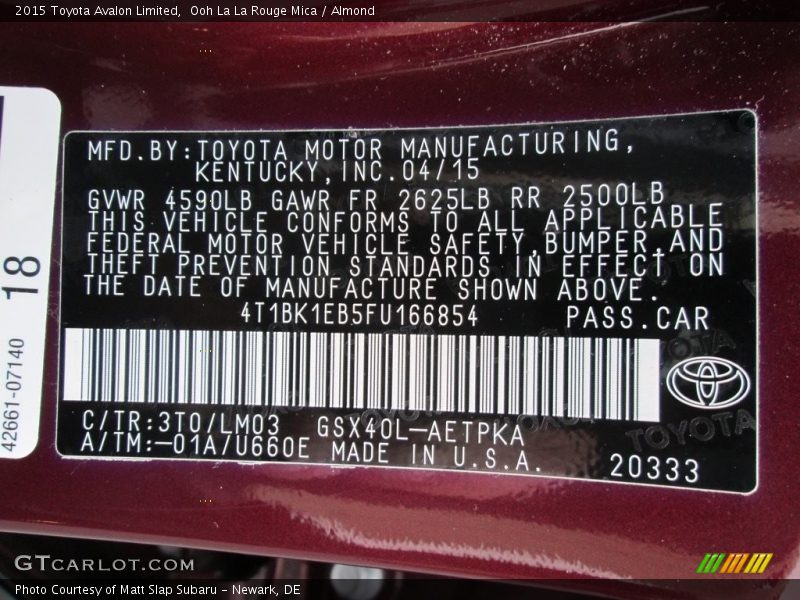 2015 Toyota Avalon Limited,  Ooh La La Rouge Mica / Almond
MFD.BY:TOYOTA MOTOR MANUFACTURING,
KENTUCKY,INC.04/15
GVWR 4590LB GAWR FR 2625LB RR 2500LB
THIS VEHICLE CONFORMS TO ALL APPLICABLE
FEDERAL MOTOR VEHICLE SAFETY,BUMPER,AND
THEFT PREVENTION STANDARDS IN EFFECT ON
THE DATE OF MANUFACTURE SHOWN ABOVE.
4T1BK1EB5FU166854 PASS.CAR
C/TR:3T0/LM03 GSX40L-AETPKA
A/TM:-01A/U660E MADE IN U.S.A.
20333
18
42661-07140
TOYOTA
GTCARLOT.COM
Photo Courtesy of Matt Slap Subaru - Newark, DE